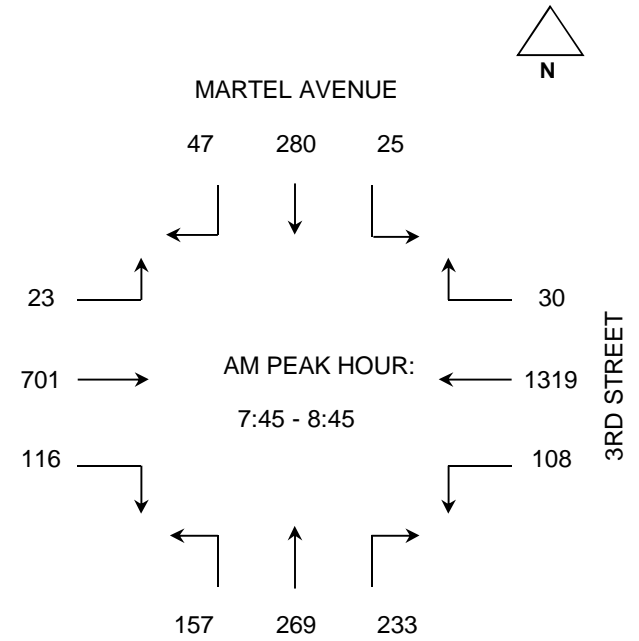 N
MARTEL AVENUE
47 280 25
23 30
701 AM PEAK HOUR: 1319
7:45 - 8:45
116 108
3RD STREET
157 269 233